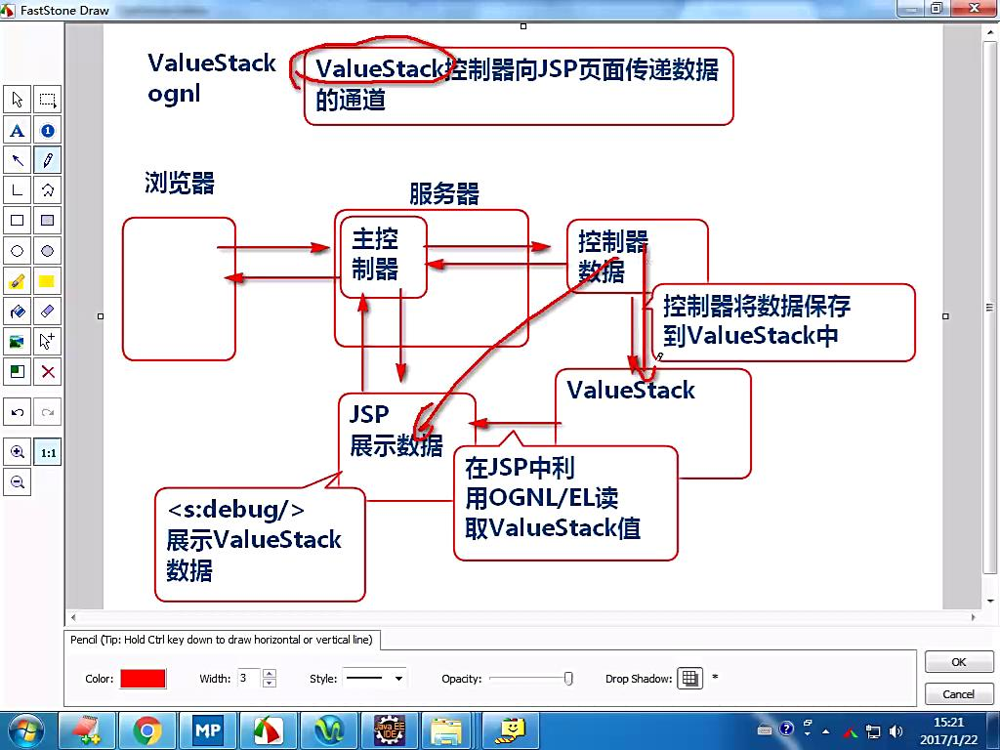 FastStone Draw
ValueStack
ognl
ValueStack控制器向JSP页面传递数据
的通道
浏览器
服务器
主控
制器
控制器
数据
控制器将数据保存
到ValueStack中
JSP
展示数据
ValueStack
在JSP中利
用OGNL/EL读
取ValueStack值
<s:debug/>
展示ValueStack
数据
A
1
1:1
Pencil (Tip: Hold Ctrl key down to draw horizontal or vertical line)
Color:
Width: 3
Style:
Opacity:
Drop Shadow:
*
OK
Cancel
MP
Java EE
IDE
15:21
2017/1/22